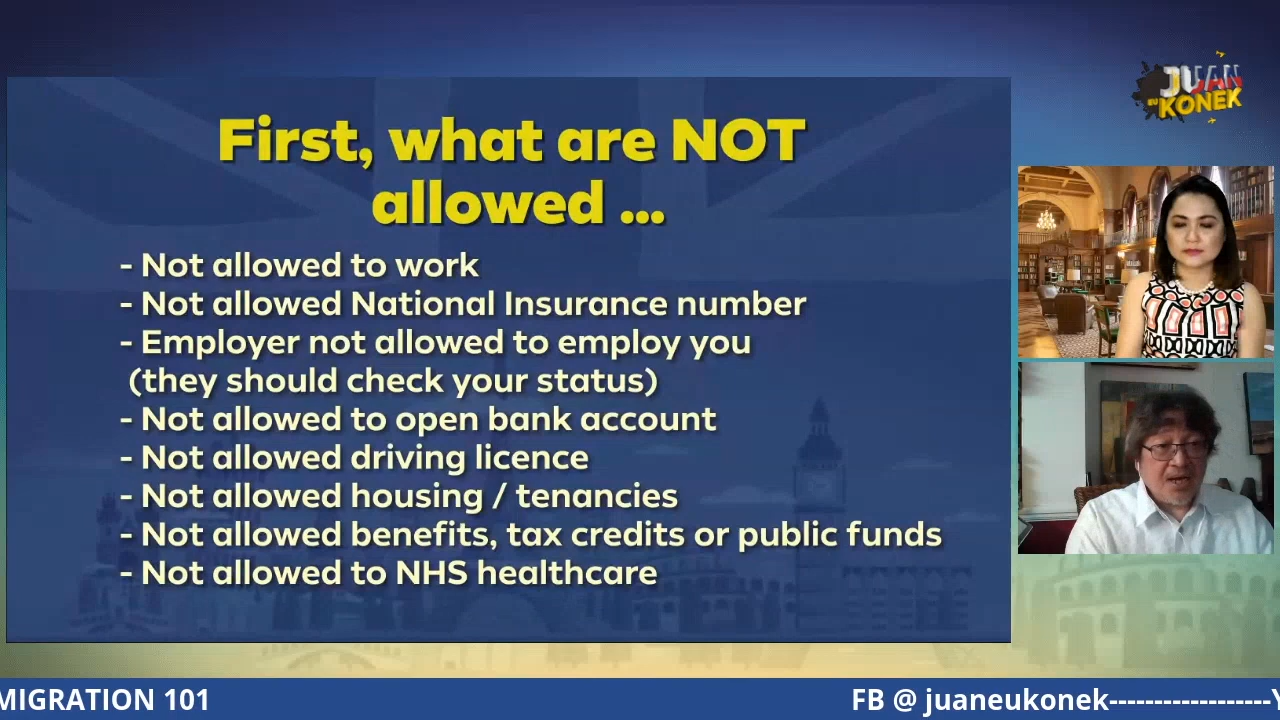 JUAN
EU KONEK
First, what are NOT
allowed ...
- Not allowed to work
- Not allowed National Insurance number
- Employer not allowed to employ you
(they should check your status)
- Not allowed to open bank account
- Not allowed driving licence
- Not allowed housing / tenancies
- Not allowed benefits, tax credits or public funds
- Not allowed to NHS healthcare
MIGRATION 101 FB @ juaneukonek------------------Y